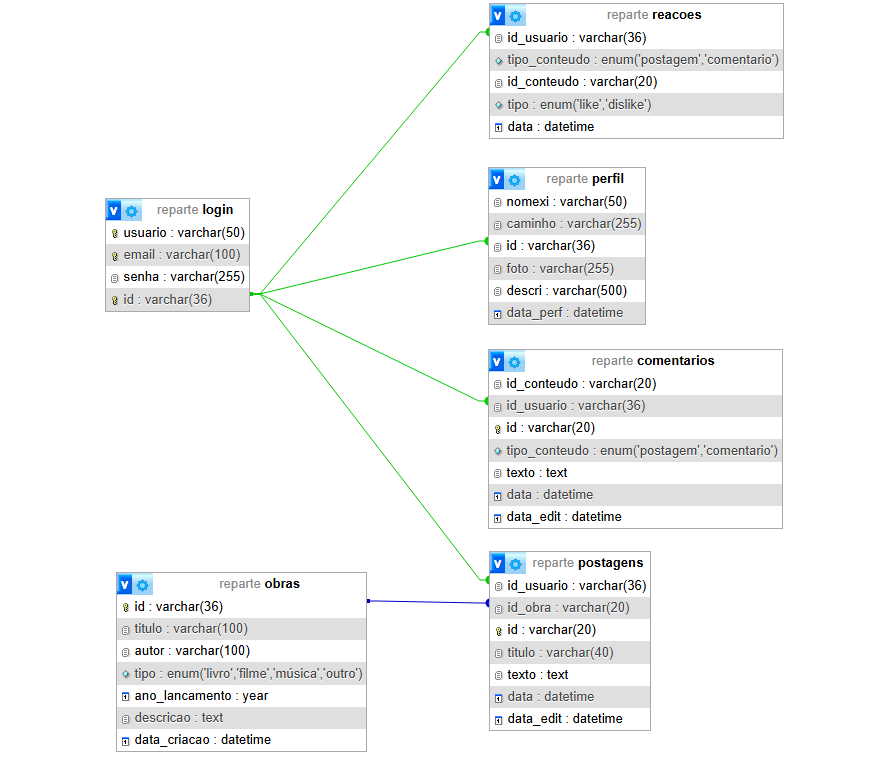 reparte reacoes
id_usuario : varchar(36)
tipo_conteudo : enum('postagem','comentario')
id_conteudo : varchar(20)
tipo : enum('like','dislike')
data : datetime
reparte perfil
nomexi : varchar(50)
caminho : varchar(255)
id : varchar(36)
foto : varchar(255)
descri : varchar(500)
data_perf : datetime
reparte login
usuario : varchar(50)
email : varchar(100)
senha : varchar(255)
id : varchar(36)
reparte comentarios
id_conteudo : varchar(20)
id_usuario : varchar(36)
id : varchar(20)
tipo_conteudo : enum('postagem','comentario')
texto : text
data : datetime
data_edit : datetime
reparte postagens
id_usuario : varchar(36)
id_obra : varchar(20)
id : varchar(20)
titulo : varchar(40)
texto : text
data : datetime
data_edit : datetime
reparte obras
id : varchar(36)
titulo : varchar(100)
autor : varchar(100)
tipo : enum('livro','filme','música','outro')
ano_lancamento : year
descricao : text
data_criacao : datetime